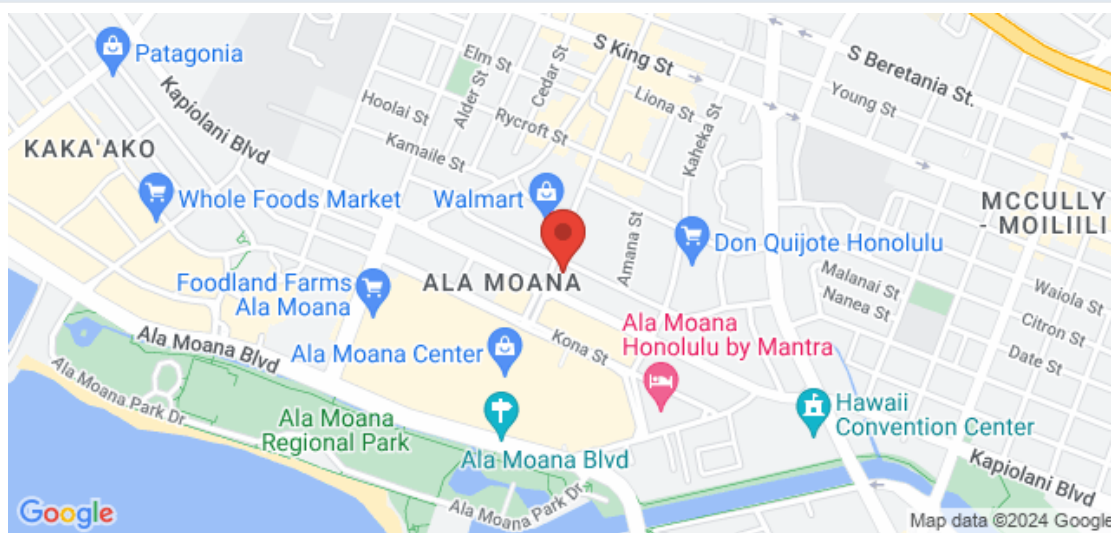 Patagonia
Kapiolani Blvd
KAKA'AKO
Whole Foods Market
Elm St
Hoolai St
Alder St
Cedar St
Kamaile St
Rycroft St
S King St
Liona St
Kaheka St
S Beretania St.
Young St
Walmart
Amana St
Don Quijote Honolulu
MCCULLY
- MOILIILI
Foodland Farms
Ala Moana
ALA MOANA
Malanai St
Nanea St
Waiola St
Citron St
Date St
Ala Moana Blvd
Ala Moana Center
Kona St
Ala Moana
Honolulu by Mantra
Ala Moana Park Dr
Ala Moana
Regional Park
Ala Moana Blvd
Hawaii
Convention Center
Kapiolani Blvd
Ala Moana Park Dr
Google
Map data ©2024 Google